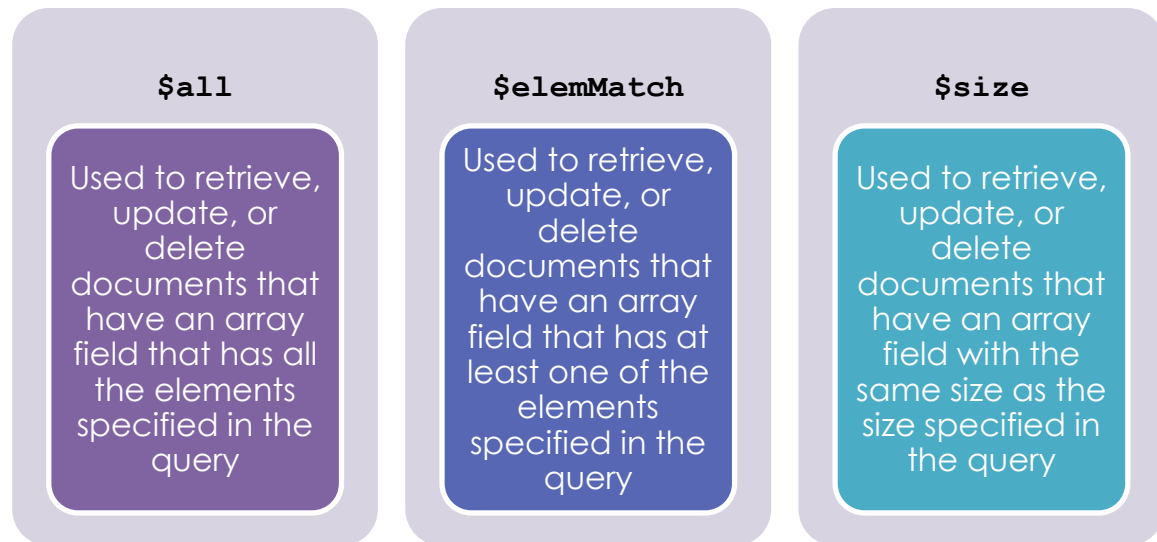 $all
Used to retrieve,
update, or
delete
documents that
have an array
field that has all
the elements
specified in the
query
$elemMatch
Used to retrieve,
update, or
delete
documents that
have an array
field that has at
least one of the
elements
specified in the
query
$size
Used to retrieve,
update, or
delete
documents that
have an array
field with the
same size as the
size specified in
the query